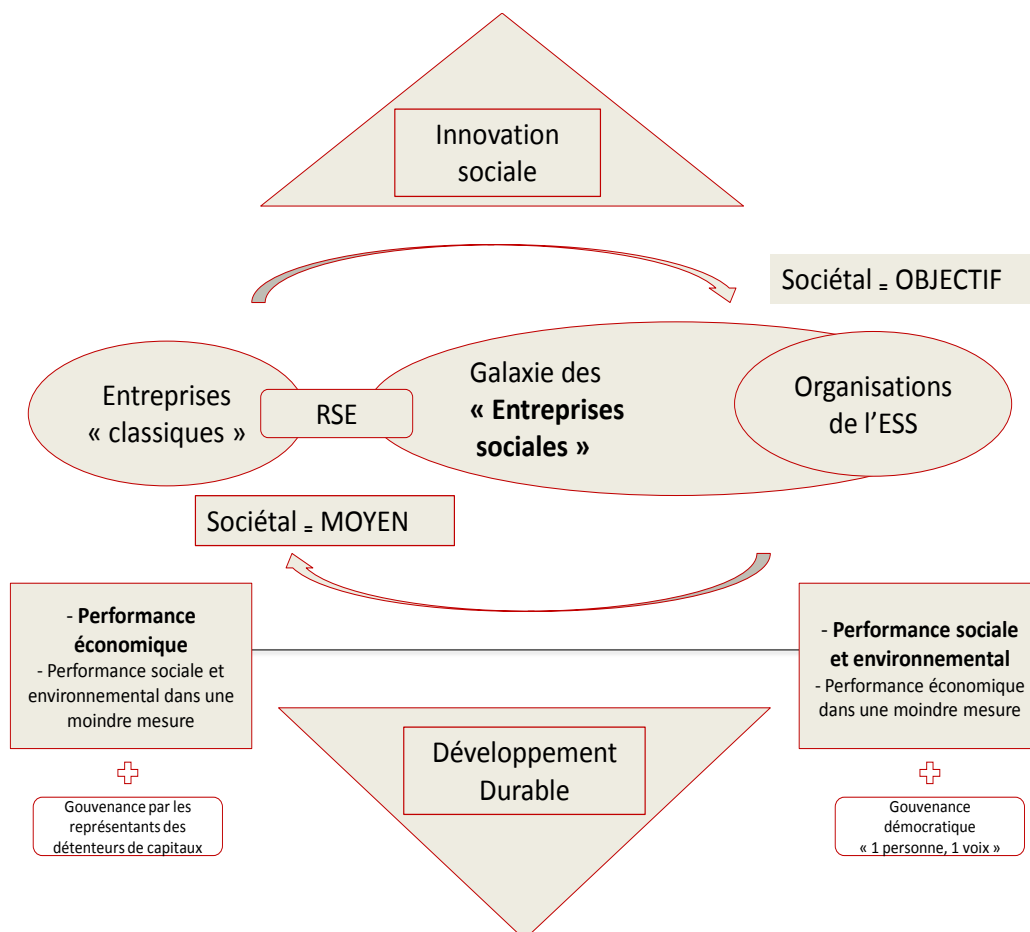 Innovation
sociale
Sociétal = OBJECTIF
Entreprises
« classiques »
RSE
Galaxie des
« Entreprises
sociales »
Organisations
de l’ESS
Sociétal = MOYEN
- Performance
économique
- Performance sociale et
environnemental dans une
moindre mesure
- Performance sociale
et environnemental
- Performance économique
dans une moindre mesure
Développement
Durable
Gouvenance par les
représentants des
détenteurs de capitaux
Gouvenance
démocratique
« 1 personne, 1 voix »